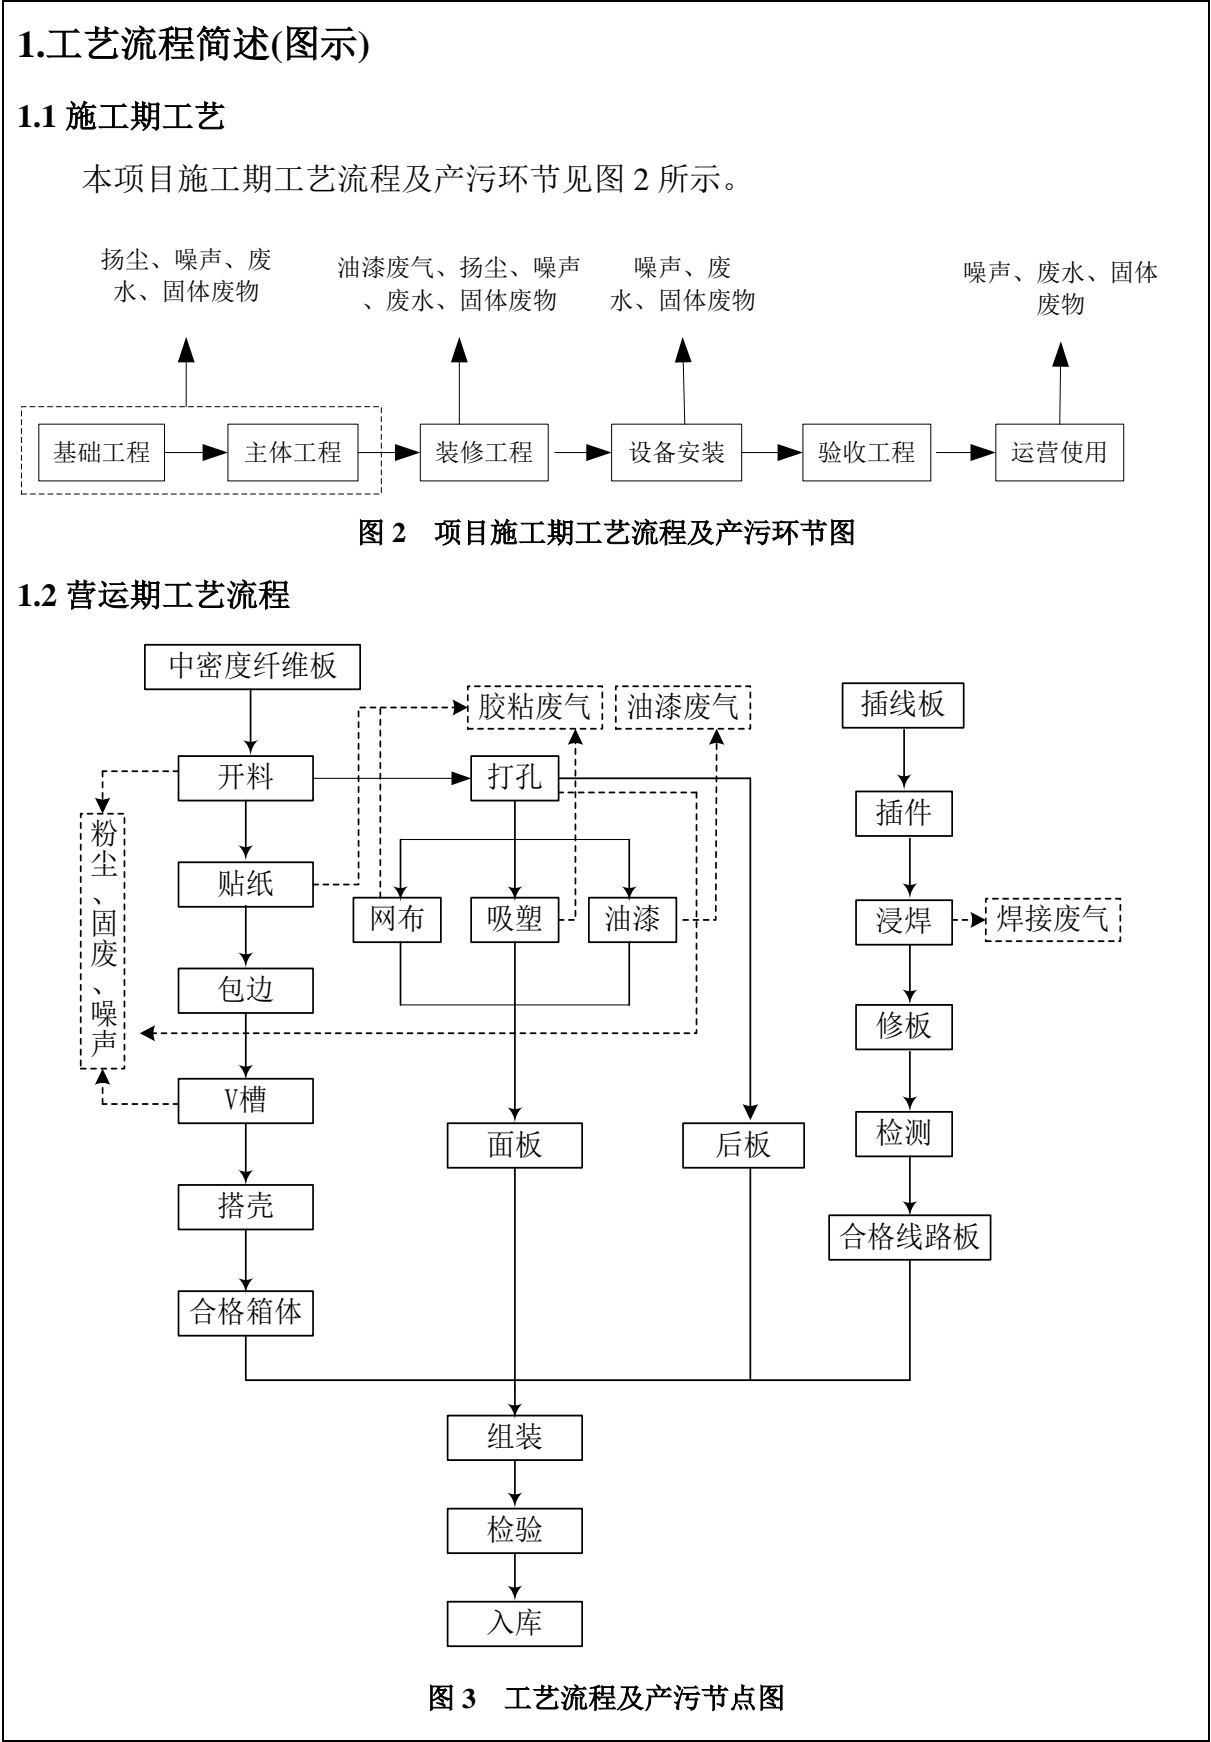 1.工艺流程简述(图示)
1.1 施工期工艺
本项目施工期工艺流程及产污环节见图 2 所示。
扬尘、噪声、废
水、固体废物
油漆废气、扬尘、噪声
、废水、固体废物
噪声、废
水、固体废物
噪声、废水、固体
废物
基础工程
主体工程
装修工程
设备安装
验收工程
运营使用
图 2 项目施工期工艺流程及产污环节图
1.2 营运期工艺流程
中密度纤维板
胶粘废气
油漆废气
插线板
开料
打孔
插件
粉尘、固废、噪声
贴纸
网布
吸塑
油漆
浸焊
焊接废气
包边
修板
V槽
面板
后板
检测
搭壳
合格线路板
合格箱体
组装
检验
入库
图 3 工艺流程及产污节点图